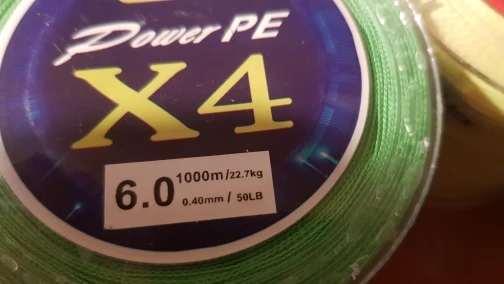 Power PE
X4
6.0 1000m/22.7kg
0.40mm / 50LB